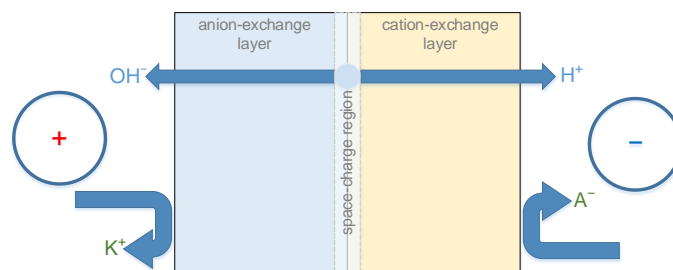 anion-exchange
layer
cation-exchange
layer
OH⁻
H⁺
+
−
space-charge region
A⁻
K⁺